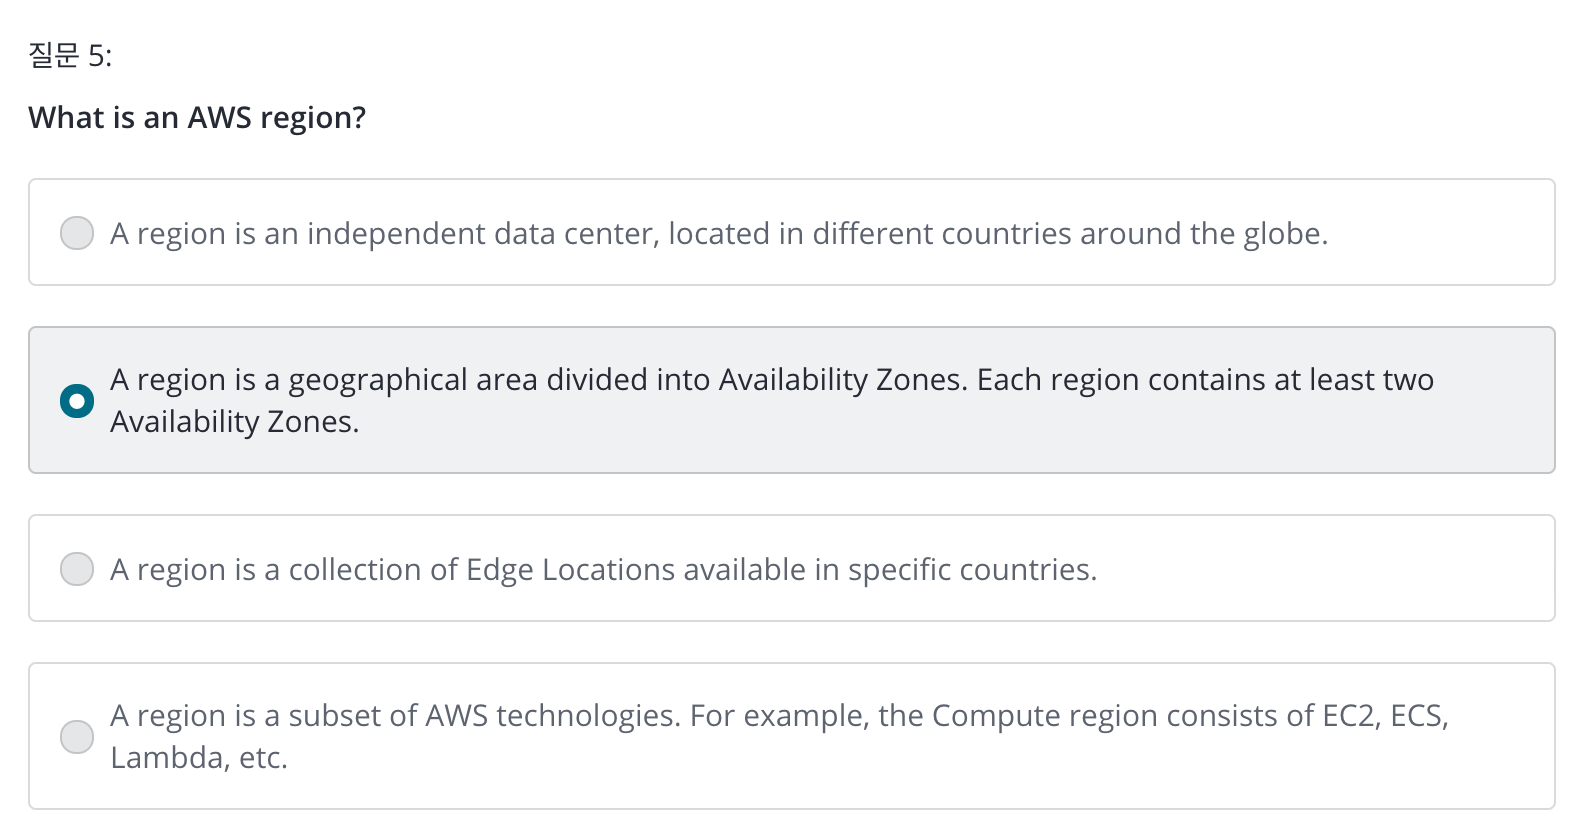 질문 5:
What is an AWS region?
A region is an independent data center, located in different countries around the globe.
A region is a geographical area divided into Availability Zones. Each region contains at least two
Availability Zones.
A region is a collection of Edge Locations available in specific countries.
A region is a subset of AWS technologies. For example, the Compute region consists of EC2, ECS,
Lambda, etc.